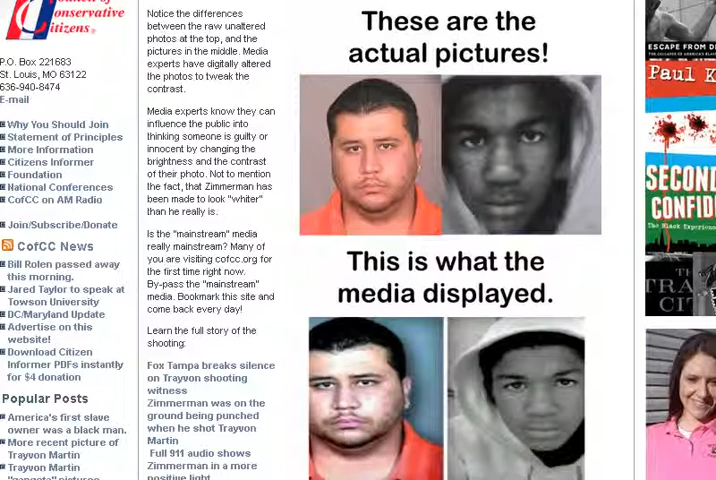 Council of
Conservative
Citizens
P.O. Box 221683
St. Louis, MO 63122
636-940-8474
E-mail
Why You Should Join
Statement of Principles
More Information
Citizens Informer
Foundation
National Conferences
CofCC on AM Radio
Join/Subscribe/Donate
CofCC News
Bill Rolen passed away
this morning.
Jared Taylor to speak at
Towson University
DC/Maryland Update
Advertise on this
website!
Download Citizen
Informer PDFs instantly
for $4 donation
Popular Posts
America's first slave
owner was a black man.
More recent picture of
Trayvon Martin
Trayvon Martin
"gangsta" pictures
Notice the differences
between the raw unaltered
photos at the top, and the
pictures in the middle. Media
experts have digitally altered
the photos to tweak the
contrast.
Media experts know they can
influence the public into
thinking someone is guilty or
innocent by changing the
brightness and the contrast
of their photo. Not to mention
the fact, that Zimmerman has
been made to look "whiter"
than he really is.
Is the "mainstream" media
really mainstream? Many of
you are visiting cofcc.org for
the first time right now.
By-pass the "mainstream"
media. Bookmark this site and
come back every day!
Learn the full story of the
shooting:
Fox Tampa breaks silence
on Trayvon shooting
witness
Zimmerman was on the
ground being punched
when he shot Trayvon
Martin
Full 911 audio shows
Zimmerman in a more
positive light
These are the
actual pictures!
This is what the
media displayed.
ESCAPE FROM D
Paul K
SECOND
CONFID
The Black Experienc
TH
TRA
CIT